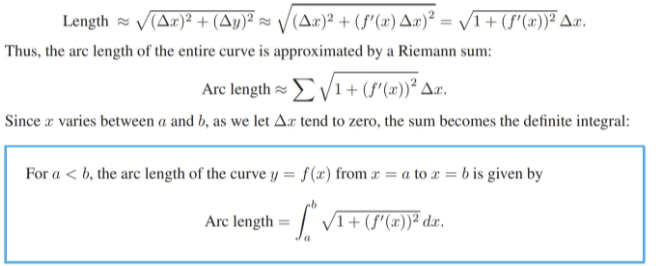 Length ≈ √(Δx)² + (Δy)² ≈ √(Δx)² + (f′(x) Δx)² = √1 + (f′(x))² Δx.
Thus, the arc length of the entire curve is approximated by a Riemann sum:
Arc length ≈ ∑ √1 + (f′(x))² Δx.
Since x varies between a and b, as we let Δx tend to zero, the sum becomes the definite integral:
For a < b, the arc length of the curve y = f(x) from x = a to x = b is given by
Arc length = ∫ₐᵇ √1 + (f′(x))² dx.